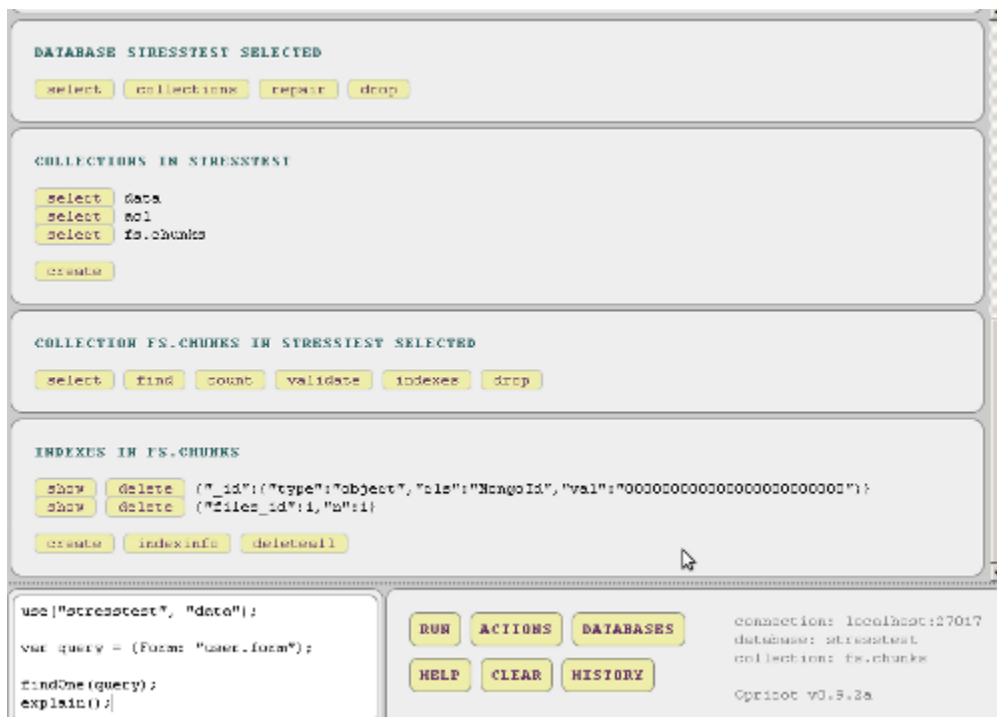 DATABASE STRESSTEST SELECTED
select collections repair drop
COLLECTIONS IN STRESSTEST
select data
select acl
select fs.chunks
create
COLLECTION FS.CHUNKS IN STRESSTEST SELECTED
select find count validate indexes drop
INDEXES IN FS.CHUNKS
show delete {"_id":{"type":"object","cls":"MongoId","val":"000000000000000000000000"}}
show delete {"files_id":1,"n":1}
create indexinfo deleteall
use("stresstest", "data");
var query = {Form: "user.form"};
findOne(query);
explain();
RUN ACTIONS DATABASES
HELP CLEAR HISTORY
connection: localhost:27017
database: stresstest
collection: fs.chunks
Opricot v0.9.2a